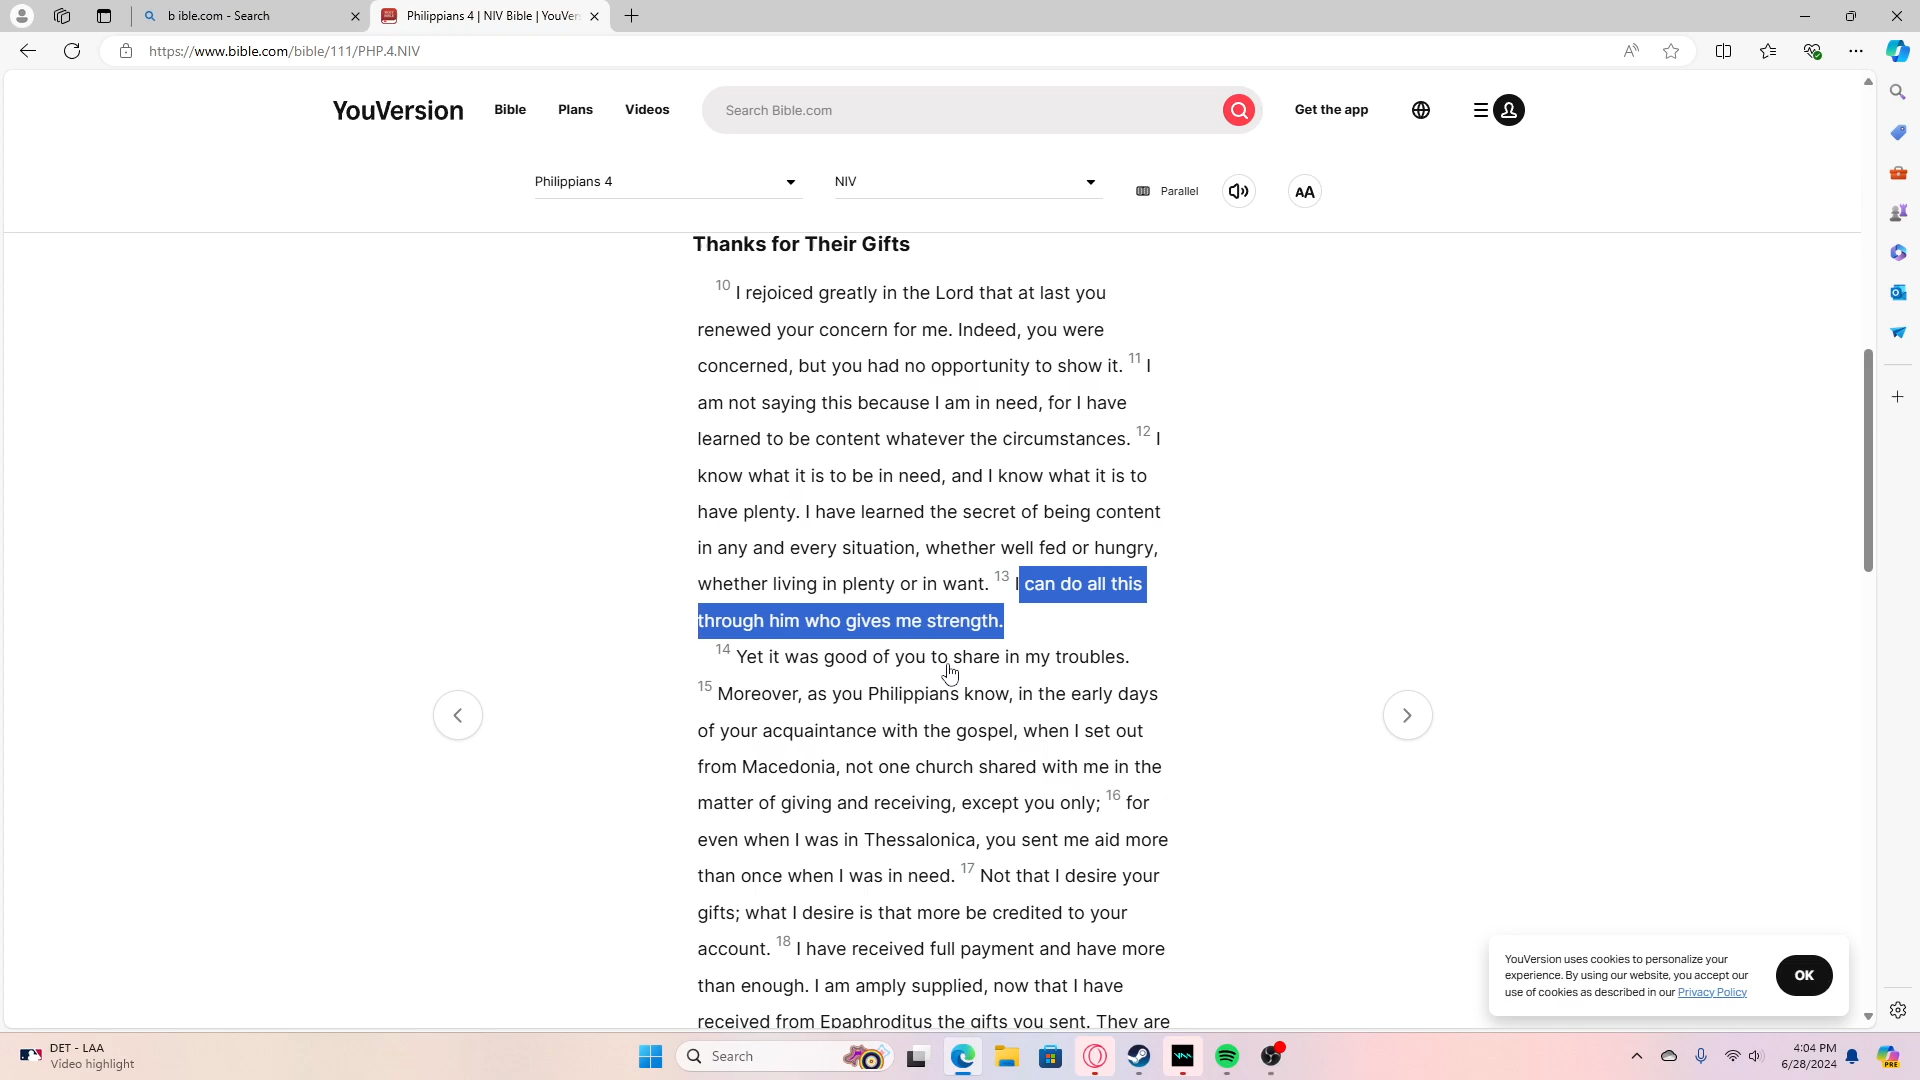 b ible.com - Search
Philippians 4 | NIV Bible | YouVer
https://www.bible.com/bible/111/PHP.4.NIV
YouVersion
Bible
Plans
Videos
Search Bible.com
Get the app
Philippians 4
NIV
Parallel
AA
Thanks for Their Gifts
10 I rejoiced greatly in the Lord that at last you
renewed your concern for me. Indeed, you were
concerned, but you had no opportunity to show it. 11 I
am not saying this because I am in need, for I have
learned to be content whatever the circumstances. 12 I
know what it is to be in need, and I know what it is to
have plenty. I have learned the secret of being content
in any and every situation, whether well fed or hungry,
whether living in plenty or in want. 13 I can do all this
through him who gives me strength.
14 Yet it was good of you to share in my troubles.
15 Moreover, as you Philippians know, in the early days
of your acquaintance with the gospel, when I set out
from Macedonia, not one church shared with me in the
matter of giving and receiving, except you only; 16 for
even when I was in Thessalonica, you sent me aid more
than once when I was in need. 17 Not that I desire your
gifts; what I desire is that more be credited to your
account. 18 I have received full payment and have more
than enough. I am amply supplied, now that I have
received from Epaphroditus the gifts you sent. They are
YouVersion uses cookies to personalize your
experience. By using our website, you accept our
use of cookies as described in our Privacy Policy
OK
DET - LAA
Video highlight
Search
4:04 PM
6/28/2024
PRE